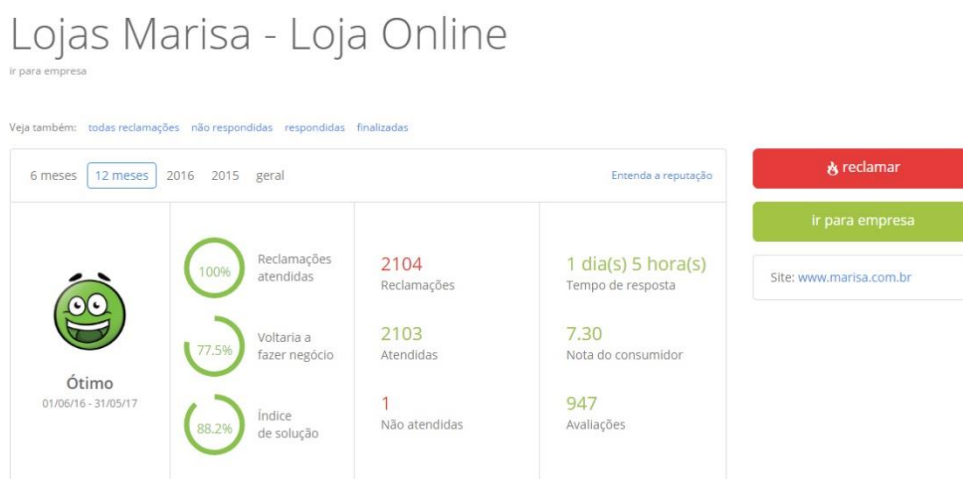 Lojas Marisa - Loja Online
ir para empresa
Veja também: todas reclamações não respondidas respondidas finalizadas
6 meses 12 meses 2016 2015 geral Entenda a reputação
Ótimo
01/06/16 - 31/05/17
100% Reclamações
atendidas
77.5% Voltaria a
fazer negócio
88.2% Índice
de solução
2104
Reclamações
2103
Atendidas
1
Não atendidas
1 dia(s) 5 hora(s)
Tempo de resposta
7.30
Nota do consumidor
947
Avaliações
reclamar
ir para empresa
Site: www.marisa.com.br